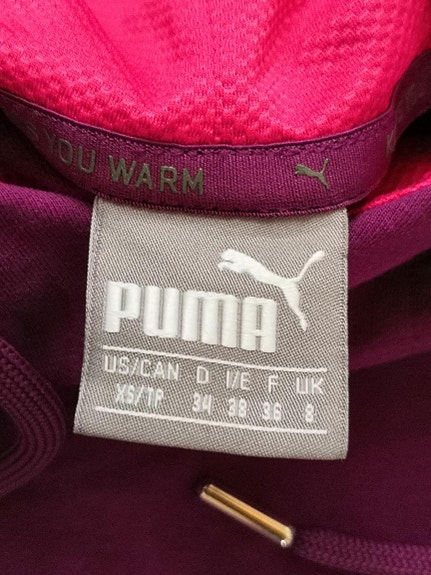 YOU WARM
PUMA
US/CAN D I/E F UK
XS/TP 34 38 36 8